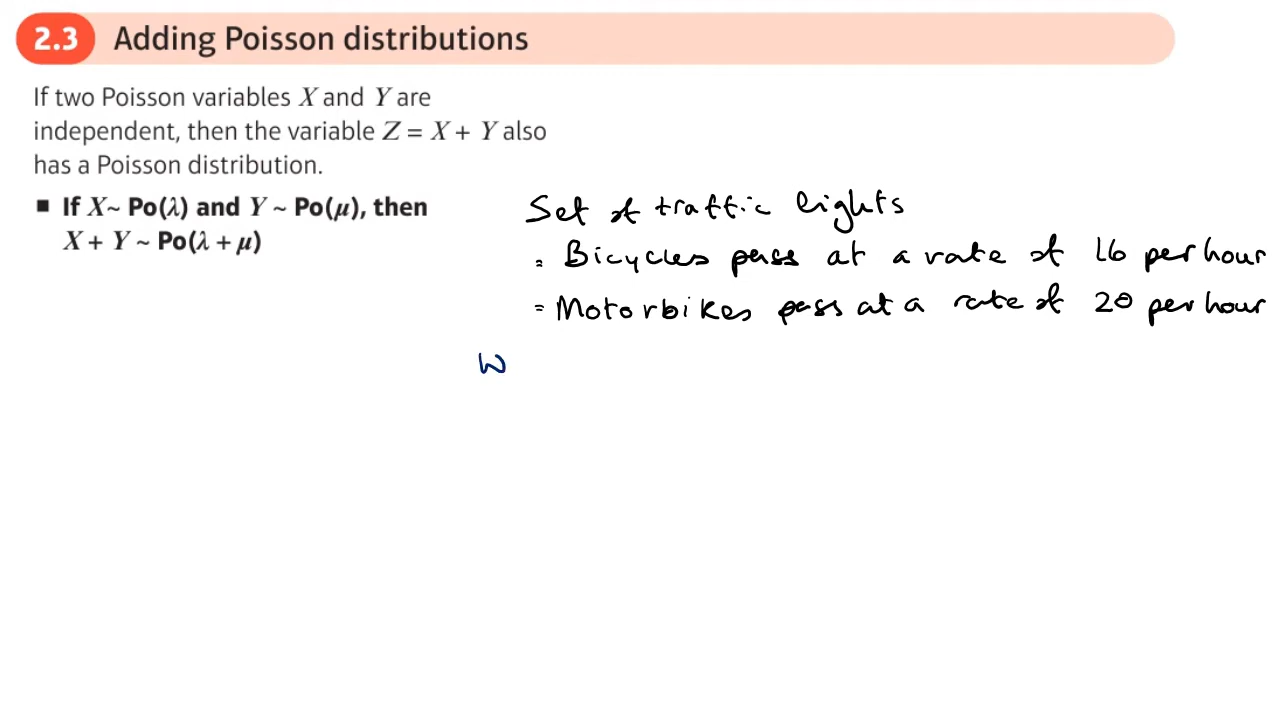 2.3 Adding Poisson distributions
If two Poisson variables X and Y are
independent, then the variable Z = X + Y also
has a Poisson distribution.
■ If X~ Po(λ) and Y ~ Po(μ), then
X + Y ~ Po(λ + μ)
Set of traffic lights
- Bicycles pass at a rate of 16 per hour
- Motorbikes pass at a rate of 20 per hour
W